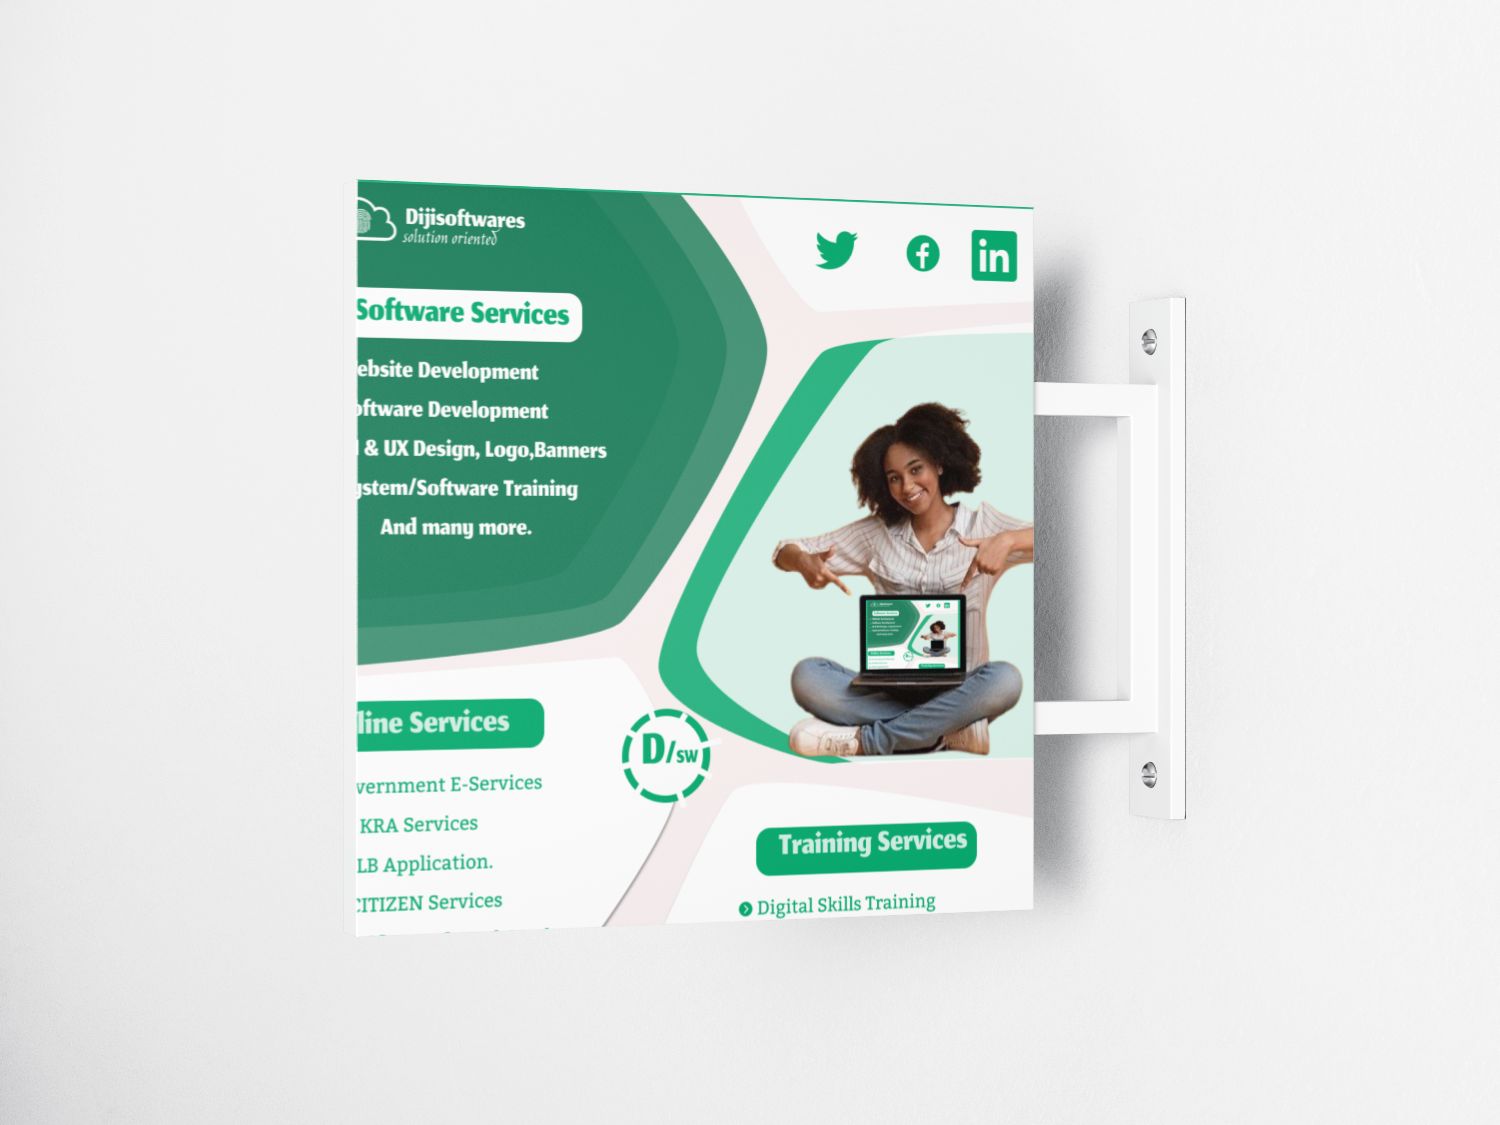 Dijisoftwares
solution oriented
in
Software Services
ebsite Development
oftware Development
& UX Design, Logo,Banners
ystem/Software Training
And many more.
line Services
D/SW
vernment E-Services
KRA Services
LB Application.
CITIZEN Services
Training Services
Digital Skills Training